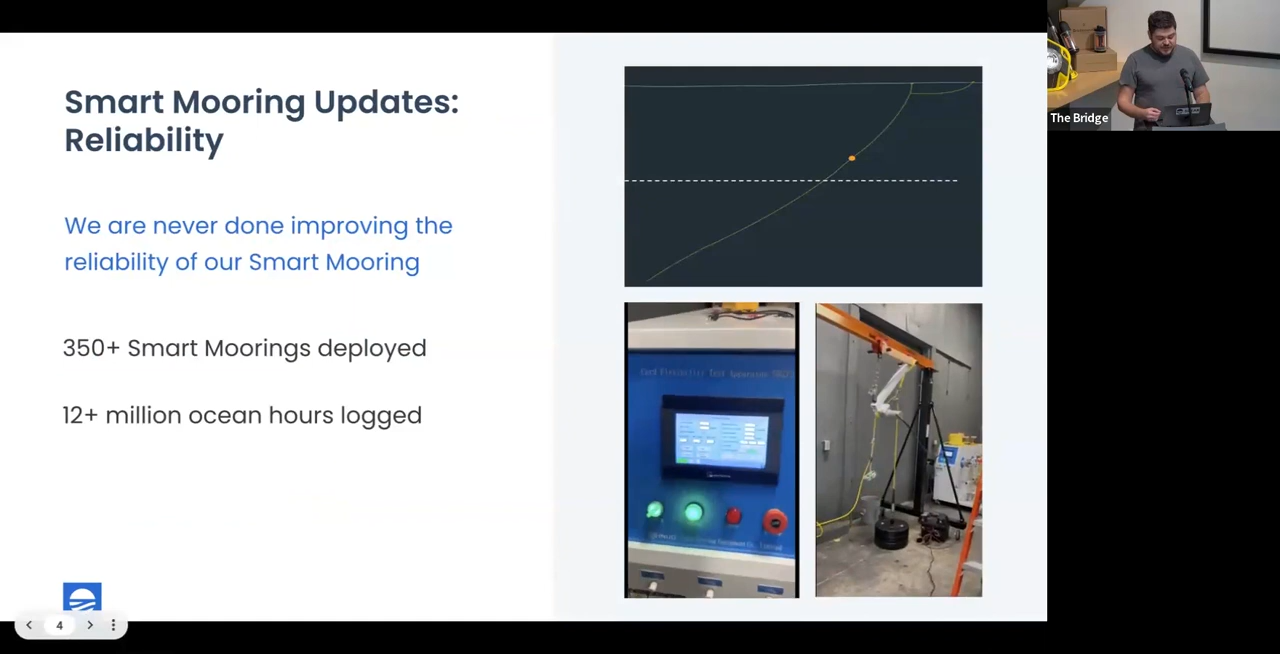 Smart Mooring Updates:
Reliability
We are never done improving the
reliability of our Smart Mooring
350+ Smart Moorings deployed
12+ million ocean hours logged
4
The Bridge